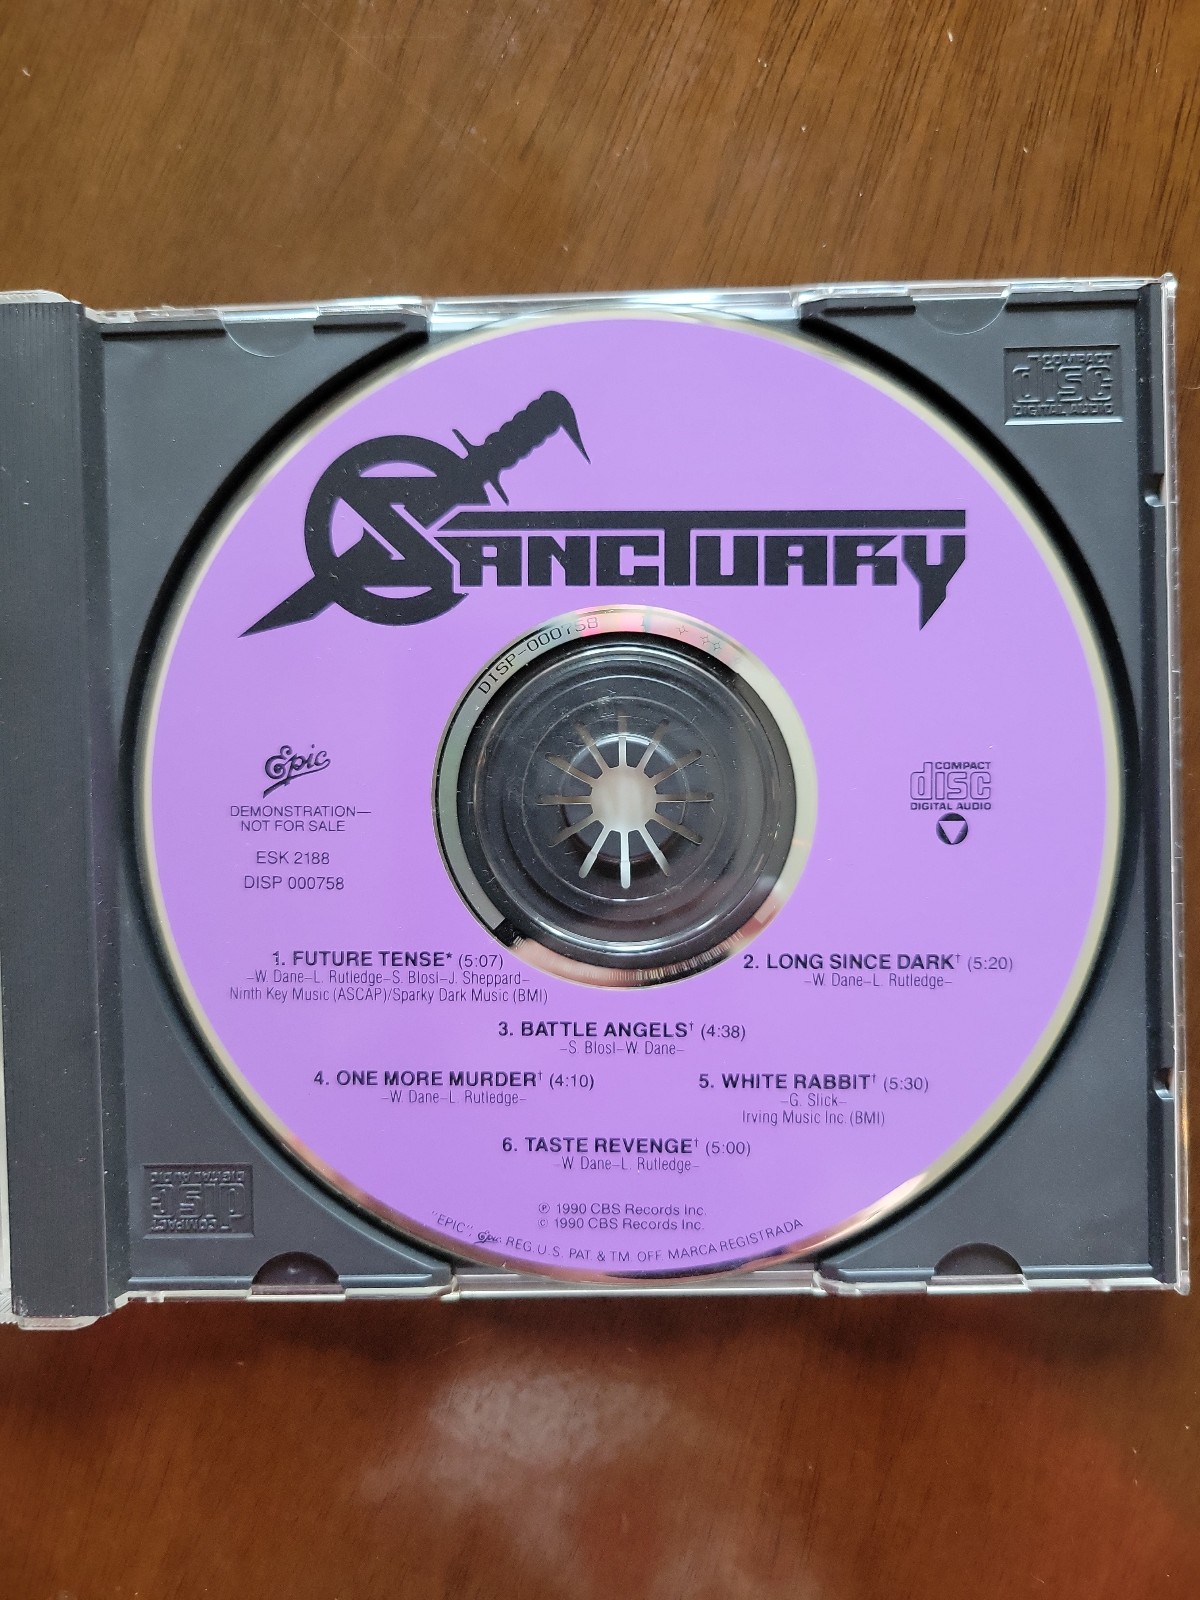 COMPACT
disc
DIGITAL AUDIO
SANCTUARY
DISP-000758
Epic
DEMONSTRATION—
NOT FOR SALE
ESK 2188
DISP 000758
COMPACT
disc
DIGITAL AUDIO
1. FUTURE TENSE* (5:07)
–W. Dane–L. Rutledge–S. Blosl–J. Sheppard–
Ninth Key Music (ASCAP)/Sparky Dark Music (BMI)
2. LONG SINCE DARK† (5:20)
–W. Dane–L. Rutledge–
3. BATTLE ANGELS† (4:38)
–S. Blosl–W. Dane–
4. ONE MORE MURDER† (4:10)
–W. Dane–L. Rutledge–
5. WHITE RABBIT† (5:30)
–G. Slick–
Irving Music Inc. (BMI)
6. TASTE REVENGE† (5:00)
–W. Dane–L. Rutledge–
℗ 1990 CBS Records Inc.
© 1990 CBS Records Inc.
"EPIC", Epic REG. U.S. PAT. & TM. OFF. MARCA REGISTRADA
COMPACT
disc
DIGITAL AUDIO